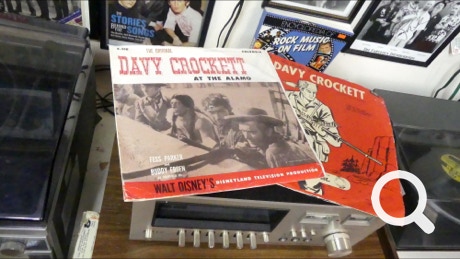 THE
STORIES
SONGS
ENCYCLOPEDIA
ROCK MUSIC
ON FILM
DAVY CROCKETT
AT THE ALAMO
FESS PARKER
BUDDY EBSEN
WALT DISNEY'S DISNEYLAND TELEVISION PRODUCTION
DAVY CROCKETT